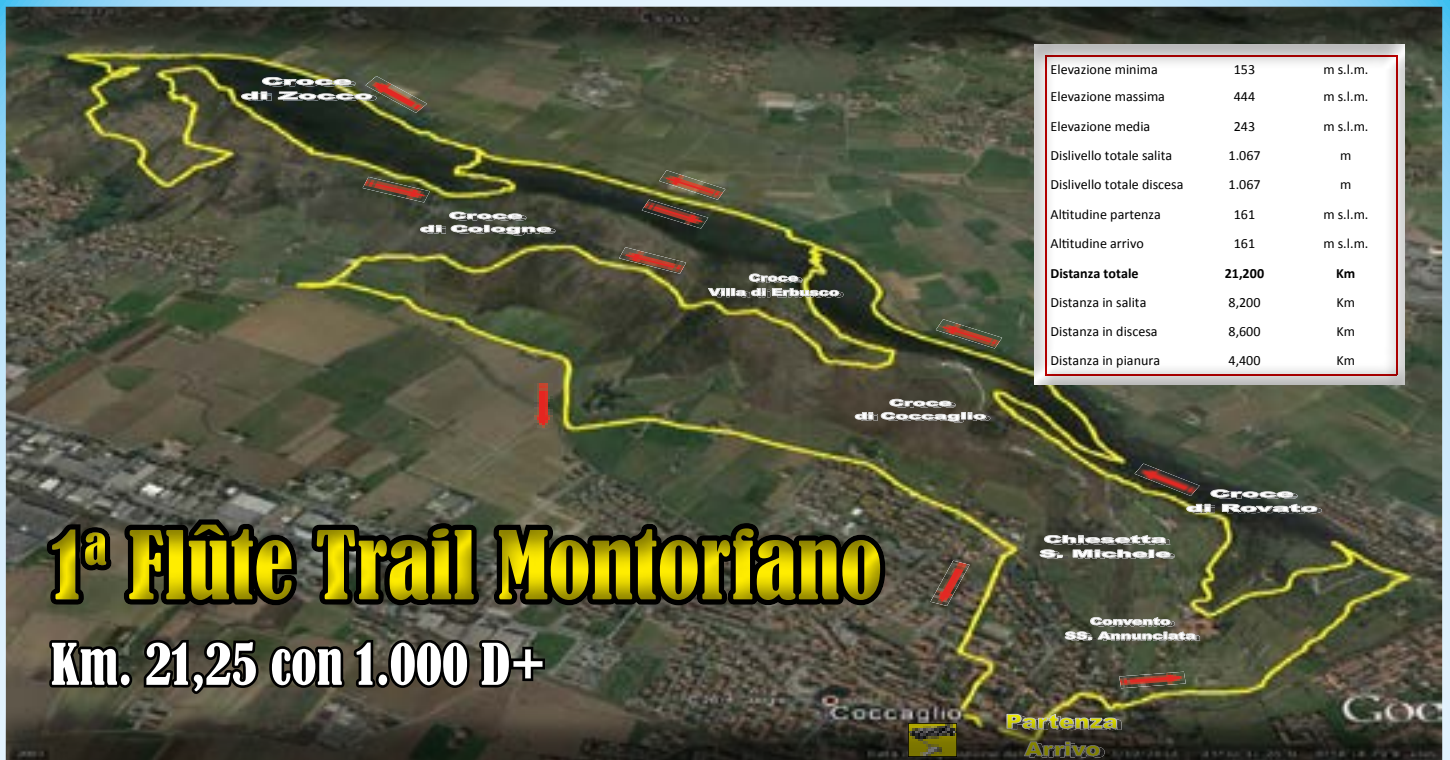 Croce
di Zocco
Elevazione minima 153 m s.l.m.
Elevazione massima 444 m s.l.m.
Elevazione media 243 m s.l.m.
Dislivello totale salita 1.067 m
Dislivello totale discesa 1.067 m
Altitudine partenza 161 m s.l.m.
Altitudine arrivo 161 m s.l.m.
Distanza totale 21,200 Km
Distanza in salita 8,200 Km
Distanza in discesa 8,600 Km
Distanza in pianura 4,400 Km
Croce
di Cologne
Croce
Villa di Erbusco
Croce
di Coccaglio
Croce
di Rovato
Chiesetta
S. Michele
Convento
SS. Annunciata
1ª Flûte Trail Montorfano
Km. 21,25 con 1.000 D+
Coccaglio
Partenza
Arrivo
Goo